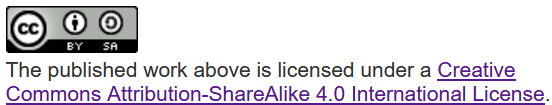 cc
BY SA
The published work above is licensed under a Creative
Commons Attribution-ShareAlike 4.0 International License.